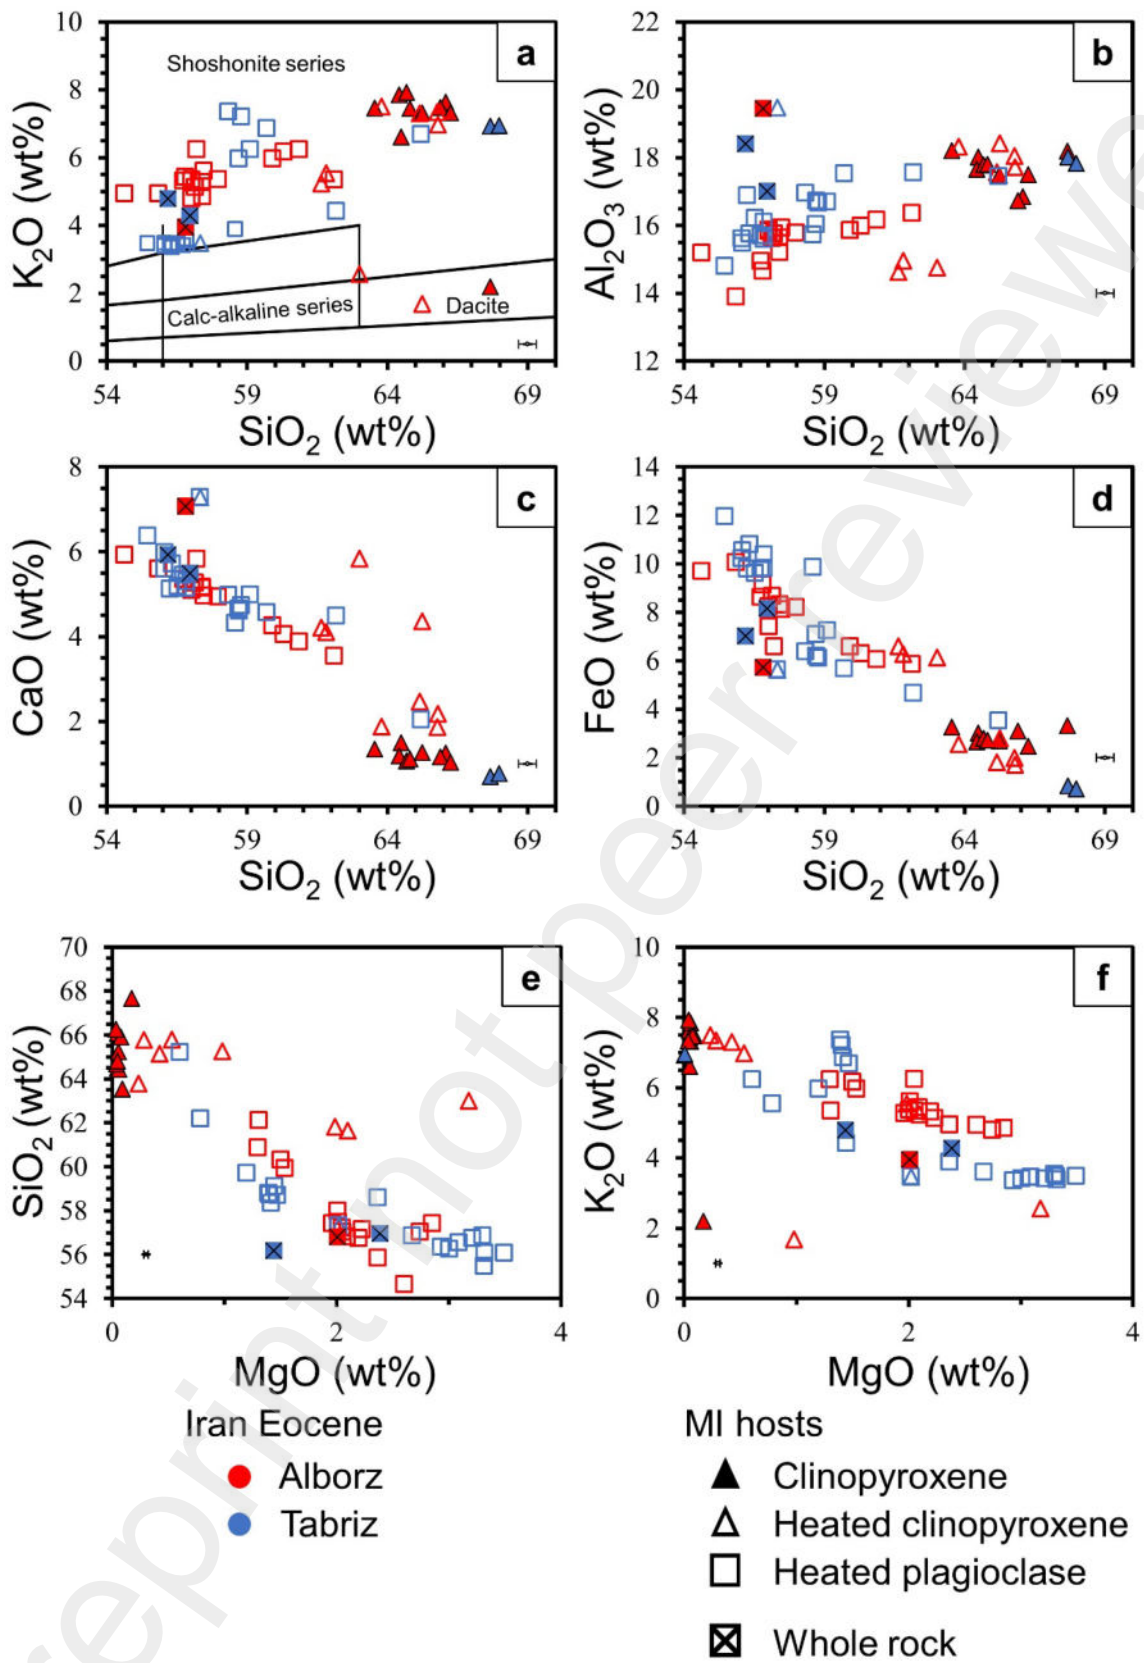 10
8
6
4
2
0
K₂O (wt%)
Shoshonite series
a
Calc-alkaline series
Dacite
54
59
64
69
SiO₂ (wt%)
22
20
18
16
14
12
Al₂O₃ (wt%)
b
54
59
64
69
SiO₂ (wt%)
8
6
4
2
0
CaO (wt%)
c
54
59
64
69
SiO₂ (wt%)
14
12
10
8
6
4
2
0
FeO (wt%)
d
54
59
64
69
SiO₂ (wt%)
70
68
66
64
62
60
58
56
54
SiO₂ (wt%)
e
0
2
4
MgO (wt%)
10
8
6
4
2
0
K₂O (wt%)
f
0
2
4
MgO (wt%)
Iran Eocene
Alborz
Tabriz
MI hosts
Clinopyroxene
Heated clinopyroxene
Heated plagioclase
Whole rock
eprint not peer reviewe